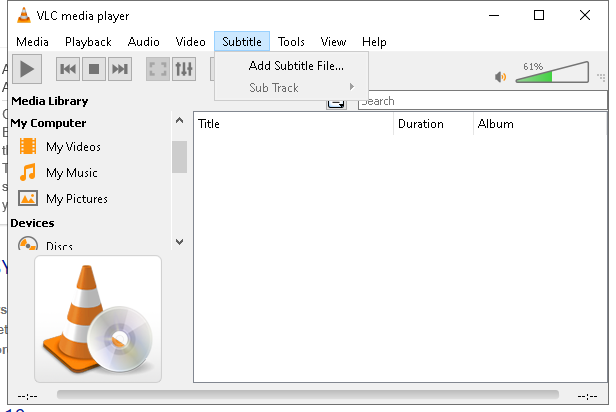 VLC media player
Media Playback Audio Video Subtitle Tools View Help
Add Subtitle File...
Sub Track
61%
Media Library
Search
My Computer
Title Duration Album
My Videos
My Music
My Pictures
Devices
Discs
--:-- --:--